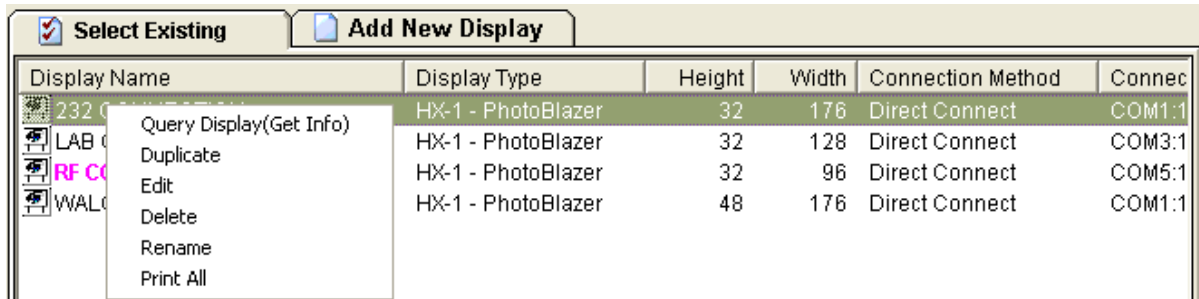 Select Existing Add New Display
Display Name Display Type Height Width Connection Method Connec
232 HX-1 - PhotoBlazer 32 176 Direct Connect COM1:1
LAB HX-1 - PhotoBlazer 32 128 Direct Connect COM3:1
RF HX-1 - PhotoBlazer 32 96 Direct Connect COM5:1
HX-1 - PhotoBlazer 48 176 Direct Connect COM1:1
Query Display(Get Info)
Duplicate
Edit
Delete
Rename
Print All